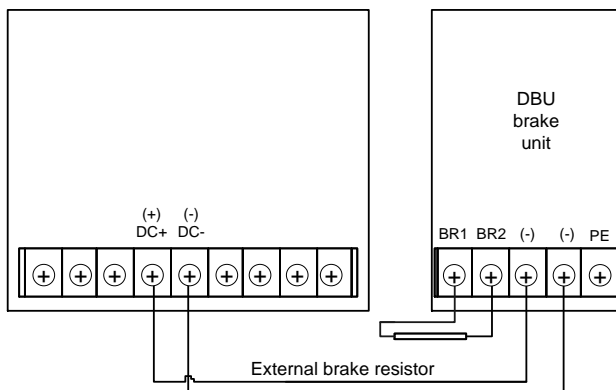 DBU
brake
unit
(+) (-)
DC+ DC-
BR1 BR2 (-) (-) PE
External brake resistor